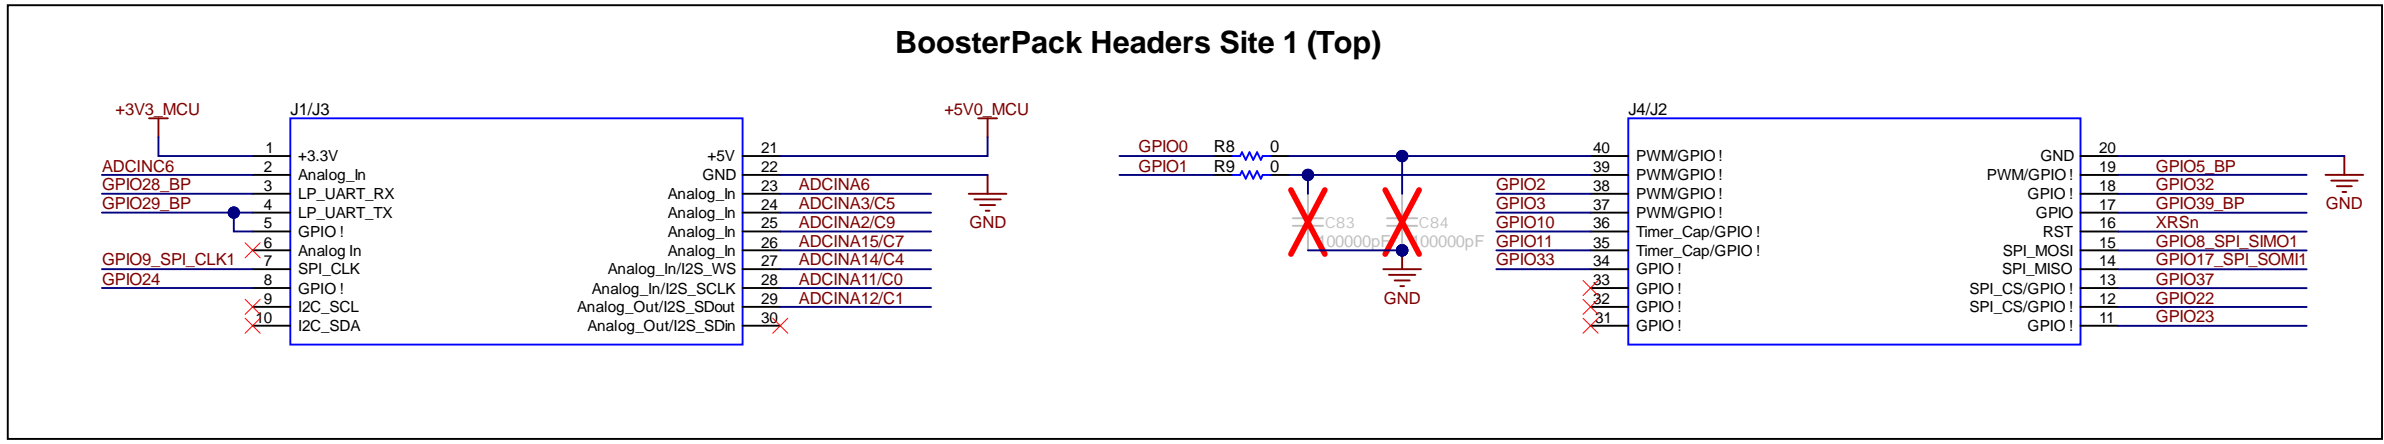 BoosterPack Headers Site 1 (Top)
+3V3_MCU
J1/J3
+5V0_MCU
1 +3.3V
ADCINC6 2 Analog_In
GPIO28_BP 3 LP_UART_RX
GPIO29_BP 4 LP_UART_TX
5 GPIO !
6 Analog In
GPIO9_SPI_CLK1 7 SPI_CLK
GPIO24 8 GPIO !
9 I2C_SCL
10 I2C_SDA
+5V 21
GND 22
Analog_In 23 ADCINA6
Analog_In 24 ADCINA3/C5
Analog_In 25 ADCINA2/C9
Analog_In 26 ADCINA15/C7
Analog_In/I2S_WS 27 ADCINA14/C4
Analog_In/I2S_SCLK 28 ADCINA11/C0
Analog_Out/I2S_SDout 29 ADCINA12/C1
Analog_Out/I2S_SDin 30
GND
GPIO0 R8 0
GPIO1 R9 0
C83
100000pF
C84
100000pF
GND
J4/J2
40 PWM/GPIO !
39 PWM/GPIO !
GPIO2 38 PWM/GPIO !
GPIO3 37 PWM/GPIO !
GPIO10 36 Timer_Cap/GPIO !
GPIO11 35 Timer_Cap/GPIO !
GPIO33 34 GPIO !
33 GPIO !
32 GPIO !
31 GPIO !
GND 20
PWM/GPIO ! 19 GPIO5_BP
GPIO ! 18 GPIO32
GPIO 17 GPIO39_BP
RST 16 XRSn
SPI_MOSI 15 GPIO8_SPI_SIMO1
SPI_MISO 14 GPIO17_SPI_SOMI1
SPI_CS/GPIO ! 13 GPIO37
SPI_CS/GPIO ! 12 GPIO22
GPIO ! 11 GPIO23
GND